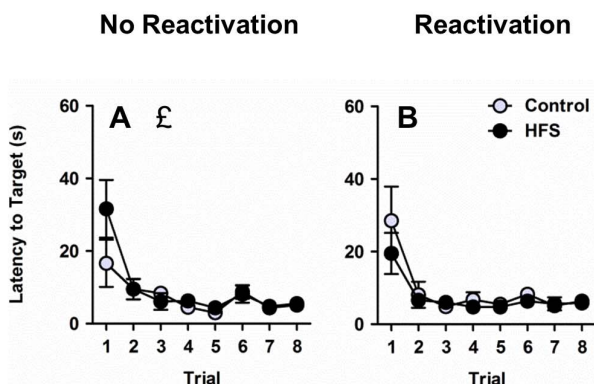 No Reactivation
Reactivation
A £
B
Control
HFS
Latency to Target (s)
60
40
20
0
1 2 3 4 5 6 7 8
Trial
60
40
20
0
1 2 3 4 5 6 7 8
Trial